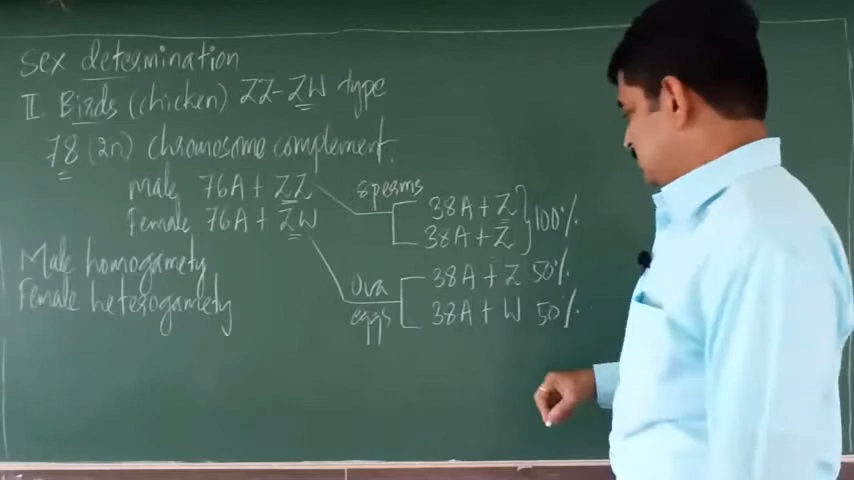 Sex determination
II. Birds (chicken) ZZ-ZW type
78 (2n) chromosome complement.
male 76A + ZZ
Female 76A + ZW
sperms
38A + Z
38A + Z
100%
Male homogamety
Female heterogamety
Ova
eggs
38A + Z 50%
38A + W 50%